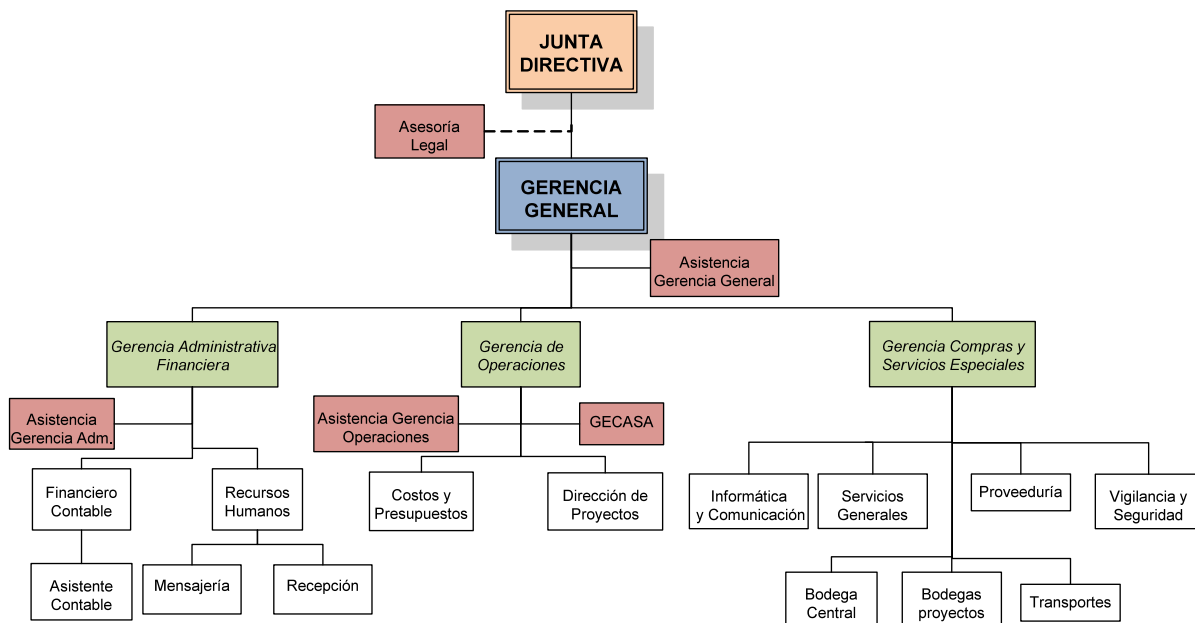 JUNTA
DIRECTIVA
Asesoría
Legal
GERENCIA
GENERAL
Asistencia
Gerencia General
Gerencia Administrativa
Financiera
Gerencia de
Operaciones
Gerencia Compras y
Servicios Especiales
Asistencia
Gerencia Adm.
Asistencia Gerencia
Operaciones
GECASA
Financiero
Contable
Recursos
Humanos
Costos y
Presupuestos
Dirección de
Proyectos
Informática
y Comunicación
Servicios
Generales
Proveeduría
Vigilancia y
Seguridad
Asistente
Contable
Mensajería
Recepción
Bodega
Central
Bodegas
proyectos
Transportes